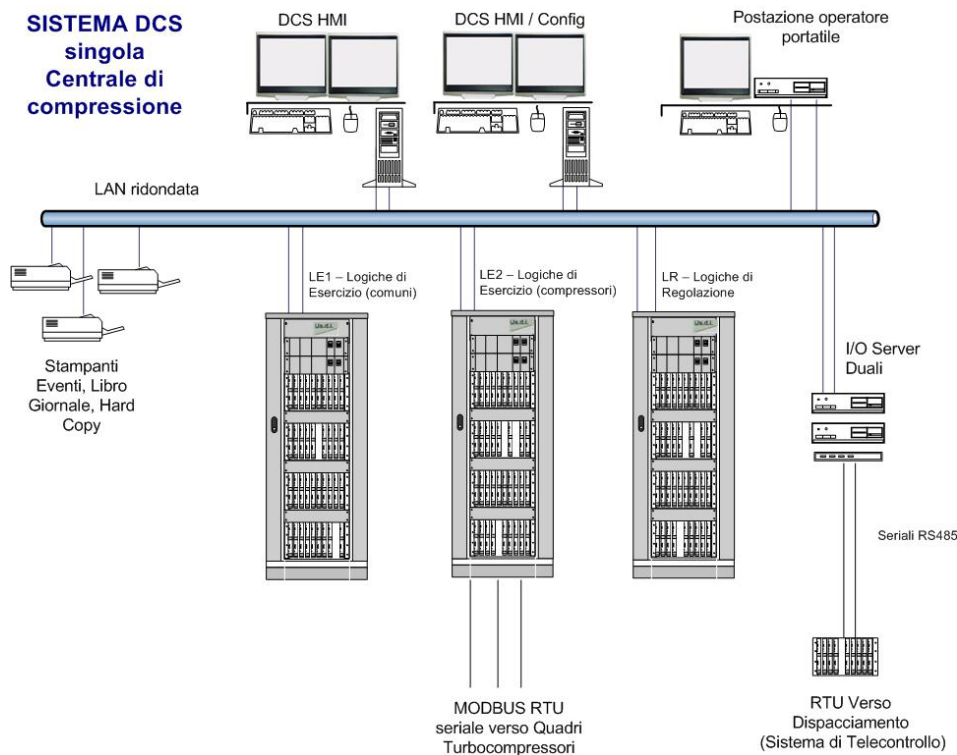 SISTEMA DCS
singola
Centrale di
compressione
DCS HMI
DCS HMI / Config
Postazione operatore
portatile
LAN ridondata
LE1 – Logiche di
Esercizio (comuni)
LE2 – Logiche di
Esercizio (compressori)
LR – Logiche di
Regolazione
Stampanti
Eventi, Libro
Giornale, Hard
Copy
I/O Server
Duali
Seriali RS485
MODBUS RTU
seriale verso Quadri
Turbocompressori
RTU Verso
Dispacciamento
(Sistema di Telecontrollo)